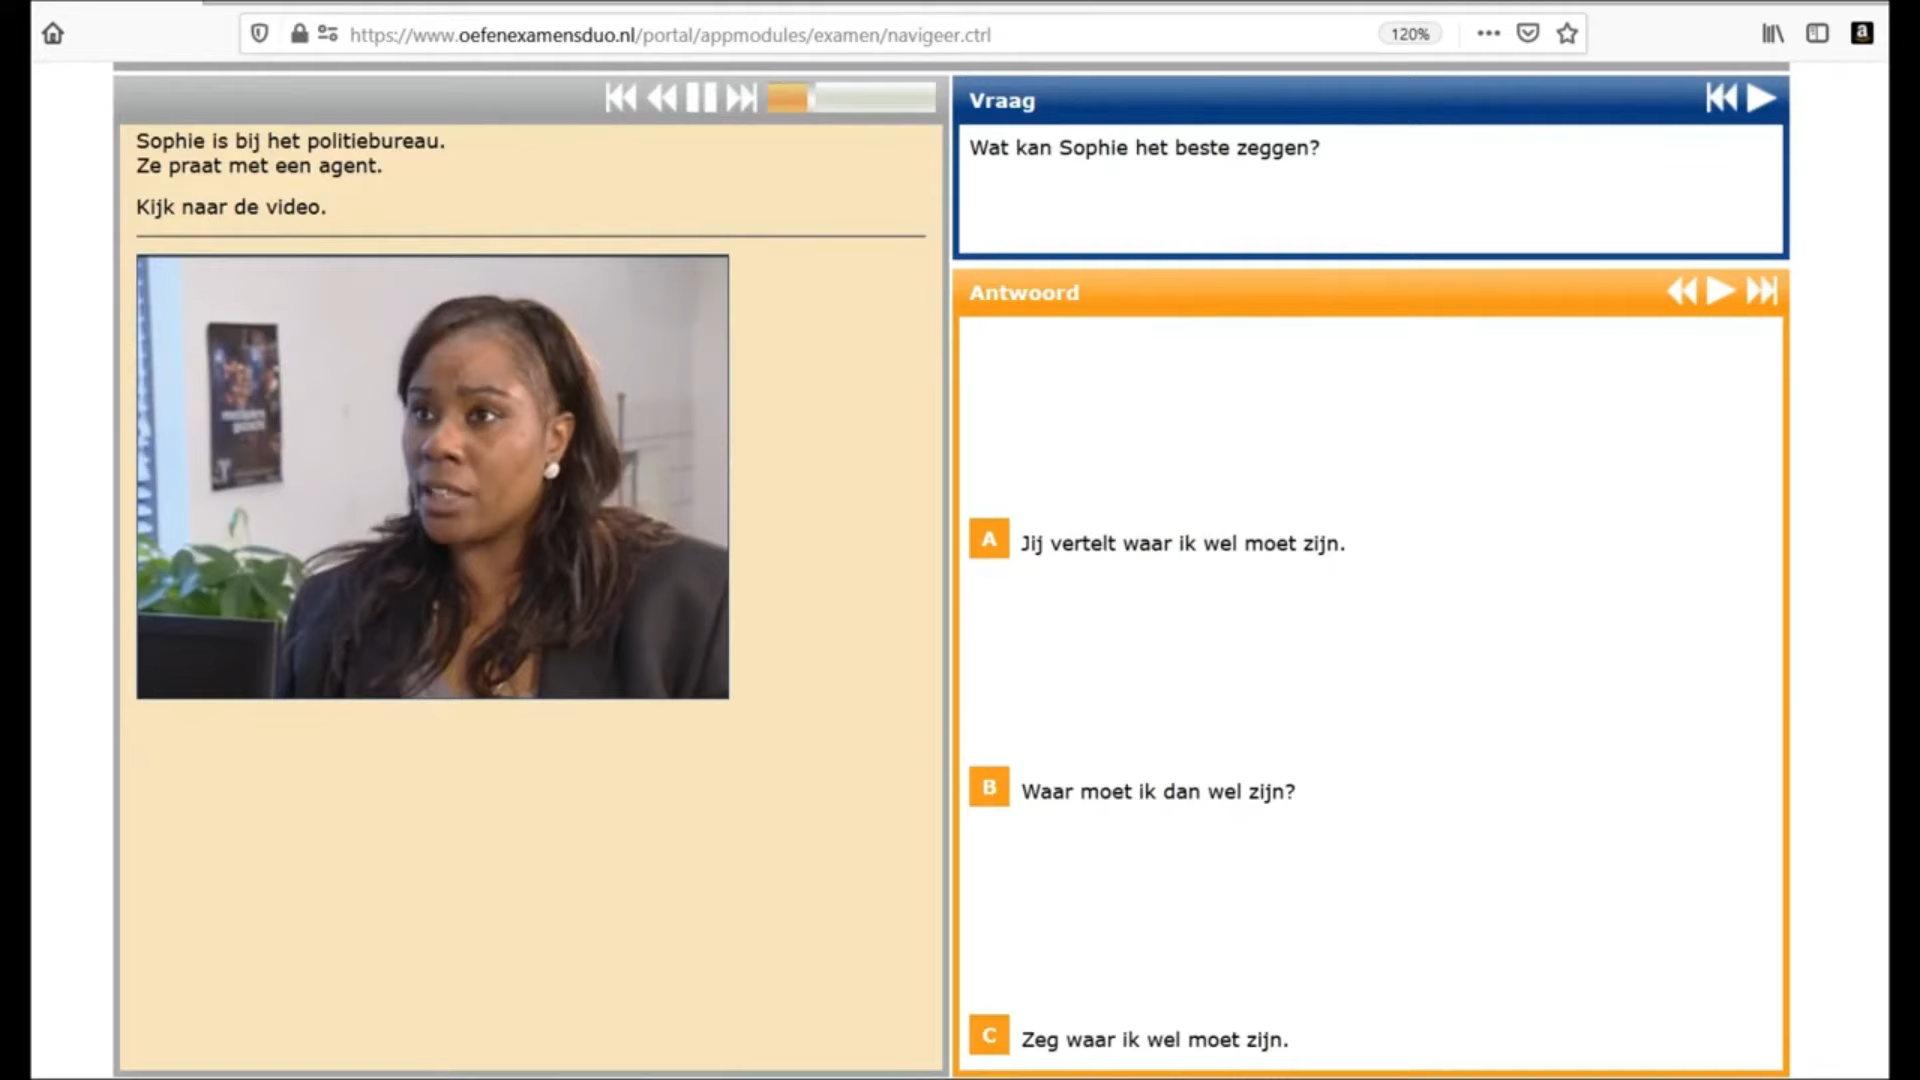 https://www.oefenexamensduo.nl/portal/appmodules/examen/navigeer.ctrl
120%
Sophie is bij het politiebureau.
Ze praat met een agent.
Kijk naar de video.
Vraag
Wat kan Sophie het beste zeggen?
Antwoord
A Jij vertelt waar ik wel moet zijn.
B Waar moet ik dan wel zijn?
C Zeg waar ik wel moet zijn.